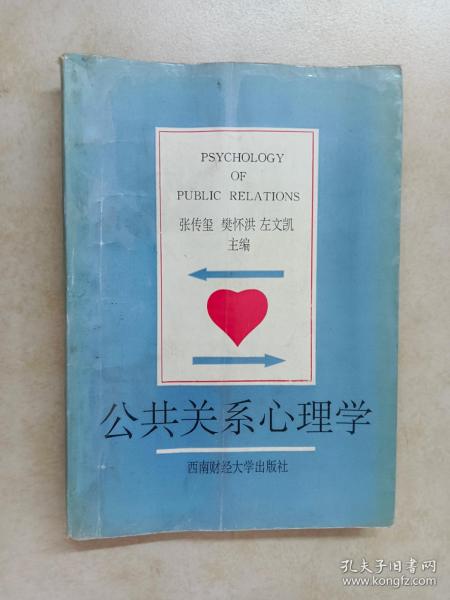 PSYCHOLOGY
OF
PUBLIC RELATIONS
张传玺 樊怀洪 左文凯
主编
公共关系心理学
西南财经大学出版社
孔夫子旧书网
www.kongfz.com